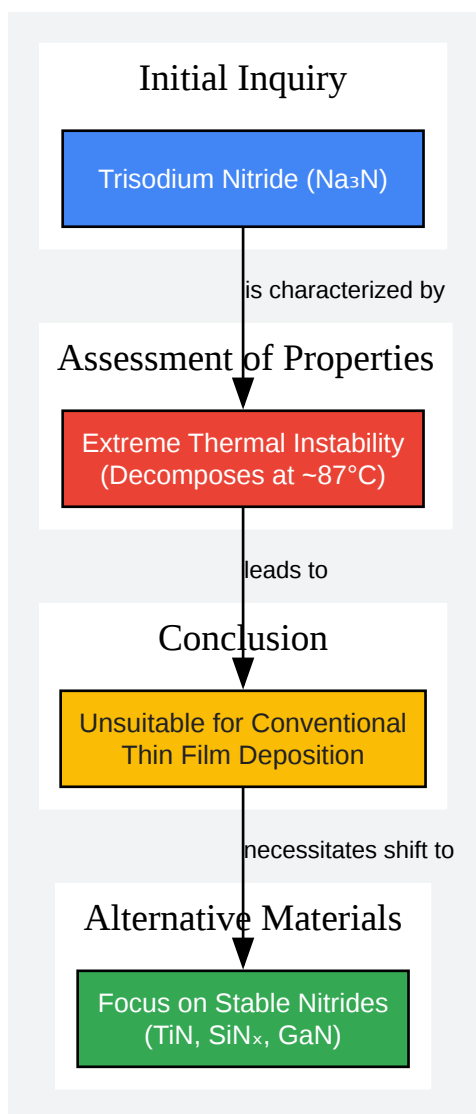 Initial Inquiry
Trisodium Nitride (Na₃N)
is characterized by
Assessment of Properties
Extreme Thermal Instability
(Decomposes at ~87°C)
leads to
Conclusion
Unsuitable for Conventional
Thin Film Deposition
necessitates shift to
Alternative Materials
Focus on Stable Nitrides
(TiN, SiNₓ, GaN)